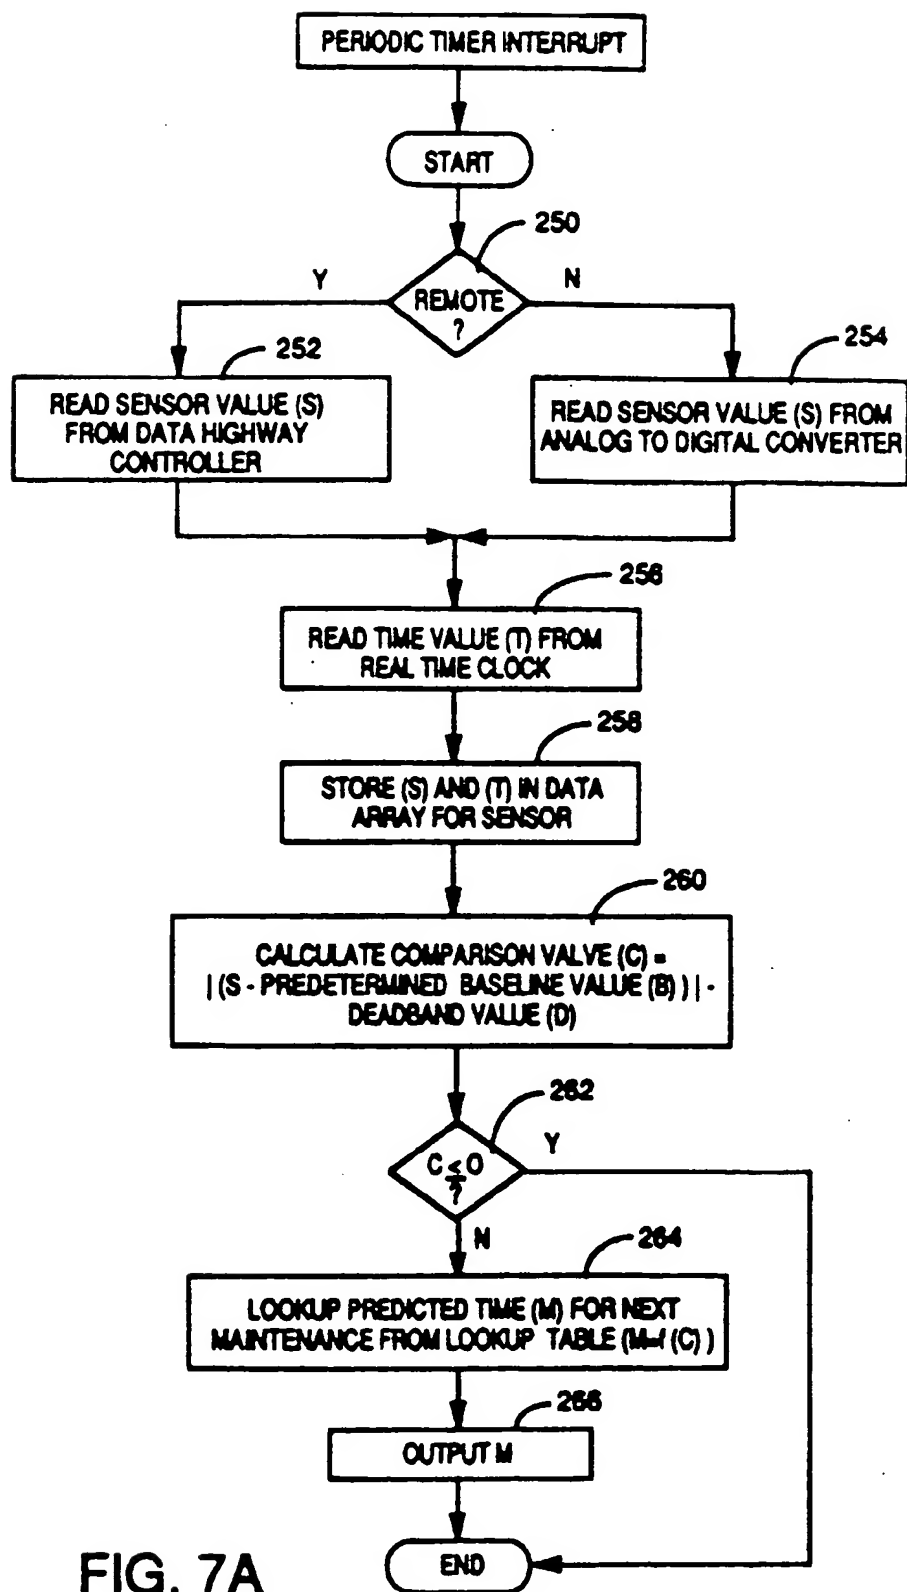 PERIODIC TIMER INTERRUPT
START
250
REMOTE
?
Y
N
252
READ SENSOR VALUE (S)
FROM DATA HIGHWAY
CONTROLLER
254
READ SENSOR VALUE (S) FROM
ANALOG TO DIGITAL CONVERTER
256
READ TIME VALUE (T) FROM
REAL TIME CLOCK
258
STORE (S) AND (T) IN DATA
ARRAY FOR SENSOR
260
CALCULATE COMPARISON VALVE (C) =
| (S - PREDETERMINED BASELINE VALUE (B) ) | -
DEADBAND VALUE (D)
262
C ≤ O
?
Y
N
264
LOOKUP PREDICTED TIME (M) FOR NEXT
MAINTENANCE FROM LOOKUP TABLE (M=f (C) )
266
OUTPUT M
END
FIG. 7A